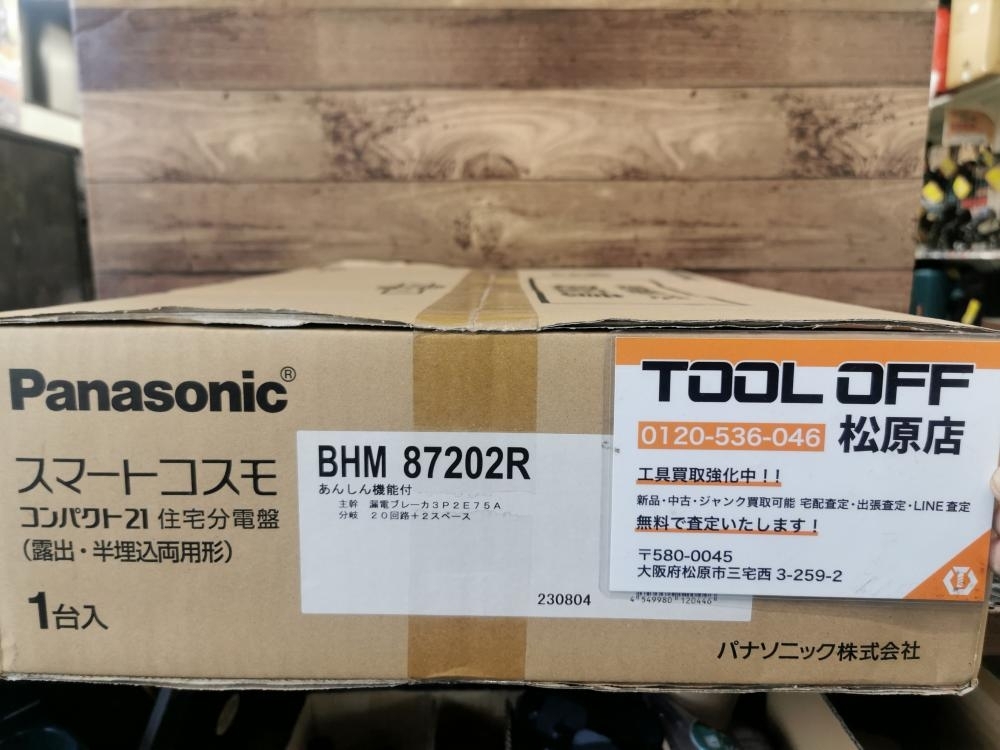 Panasonic®
スマートコスモ
コンパクト21 住宅分電盤
(露出・半埋込両用形)
1台入
BHM 87202R
あんしん機能付
主幹 漏電ブレーカ3P2E75A
分岐 20回路+2スペース
230804
4 549980 120446
パナソニック株式会社
TOOL OFF
0120-536-046 松原店
工具買取強化中!!
新品・中古・ジャンク買取可能 宅配査定・出張査定・LINE査定
無料で査定いたします!
〒580-0045
大阪府松原市三宅西 3-259-2